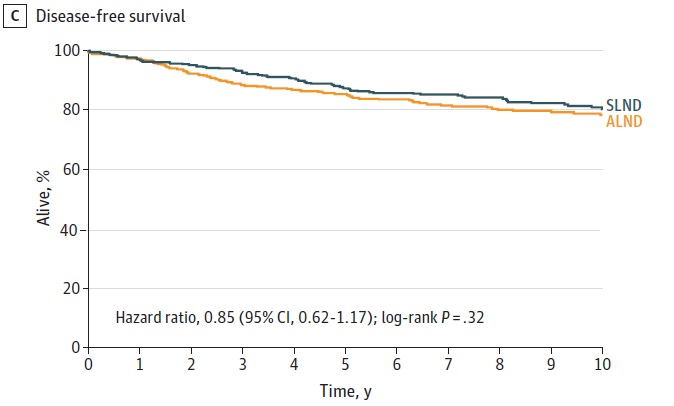 C Disease-free survival
100
80
60
40
20
0
Alive, %
SLND
ALND
Hazard ratio, 0.85 (95% CI, 0.62-1.17); log-rank P = .32
0 1 2 3 4 5 6 7 8 9 10
Time, y